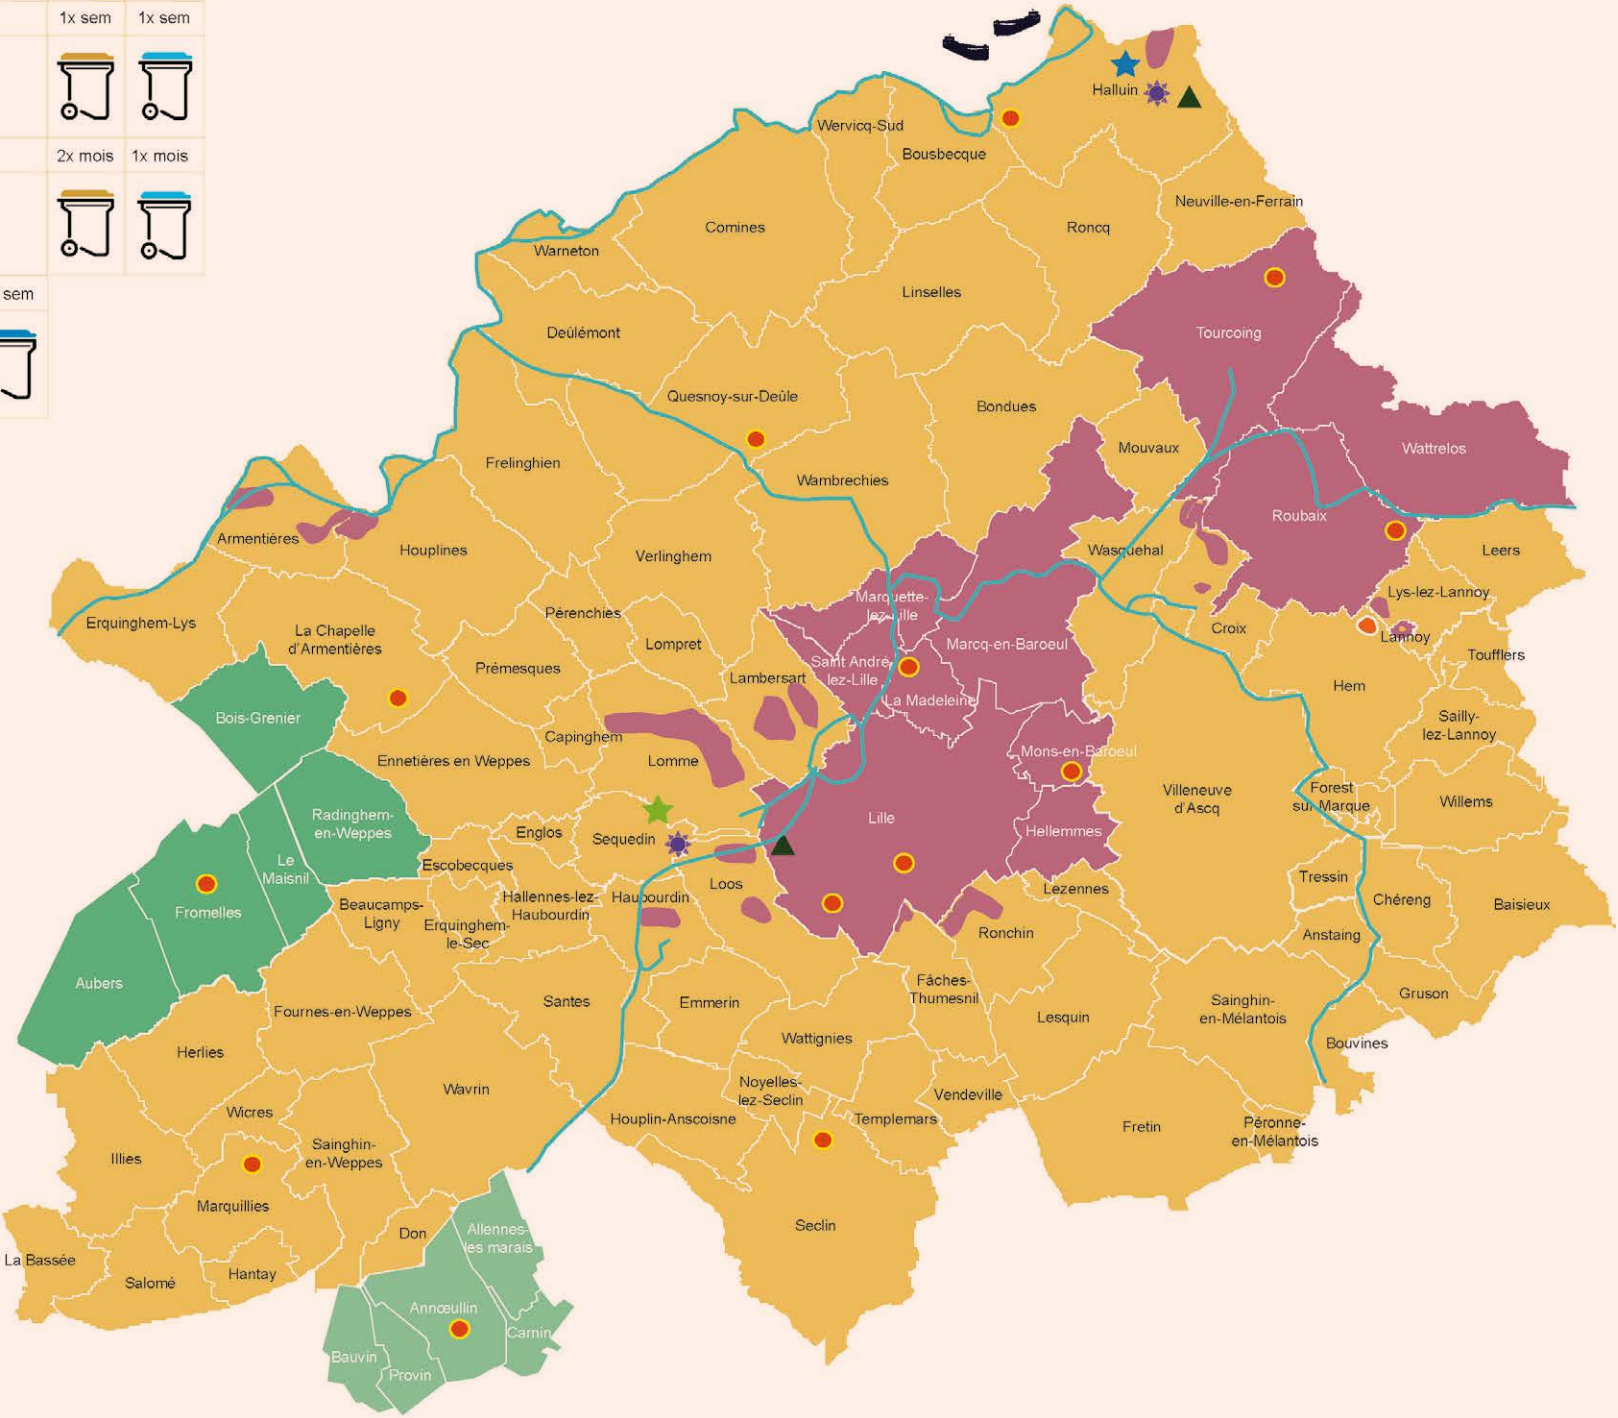 1x sem 1x sem
2x mois 1x mois
sem
Halluin
Wervicq-Sud
Bousbecque
Neuville-en-Ferrain
Comines
Roncq
Warneton
Linselles
Deûlémont
Tourcoing
Quesnoy-sur-Deûle
Bondues
Mouvaux
Wattrelos
Frelinghien
Wambrechies
Roubaix
Armentières
Houplines
Verlinghem
Wasquehal
Leers
Lys-lez-Lannoy
Marquette-
lez-Lille
Pérenchies
Erquinghem-Lys
La Chapelle
d'Armentières
Croix
Lannoy
Lompret
Marcq-en-Baroeul
Toufflers
Prémesques
Saint André-
lez-Lille
Lambersart
Hem
La Madeleine
Bois-Grenier
Sailly-
lez-Lannoy
Capinghem
Mons-en-Baroeul
Ennetières en Weppes
Lomme
Villeneuve
d'Ascq
Forest
sur Marque
Willems
Radinghem-
en-Weppes
Lille
Englos
Sequedin
Hellemmes
Le
Maisnil
Escobecques
Tressin
Loos
Lezennes
Hallennes-lez-
Haubourdin
Haubourdin
Chéreng
Baisieux
Beaucamps-
Ligny
Fromelles
Erquinghem-
le-Sec
Ronchin
Anstaing
Aubers
Fâches-
Thumesnil
Gruson
Santes
Emmerin
Sainghin-
en-Mélantois
Fournes-en-Weppes
Lesquin
Wattignies
Bouvines
Herlies
Wavrin
Noyelles-
lez-Seclin
Vendeville
Wicres
Houplin-Anscoisne
Templemars
Fretin
Péronne-
en-Mélantois
Sainghin-
en-Weppes
Illies
Marquillies
Seclin
Don
Allennes-
les marais
La Bassée
Hantay
Salomé
Annœullin
Carnin
Bauvin
Provin